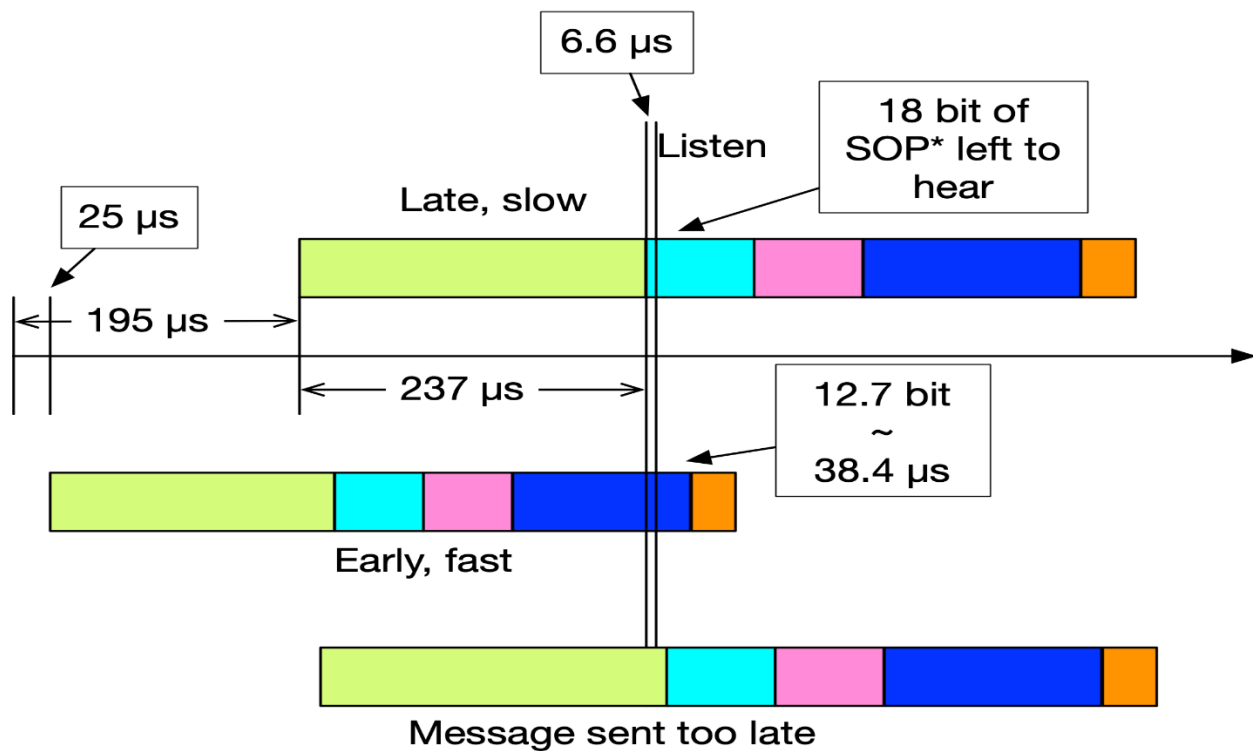 6.6 µs
Listen
18 bit of
SOP* left to
hear
Late, slow
25 µs
195 µs
237 µs
12.7 bit
~
38.4 µs
Early, fast
Message sent too late